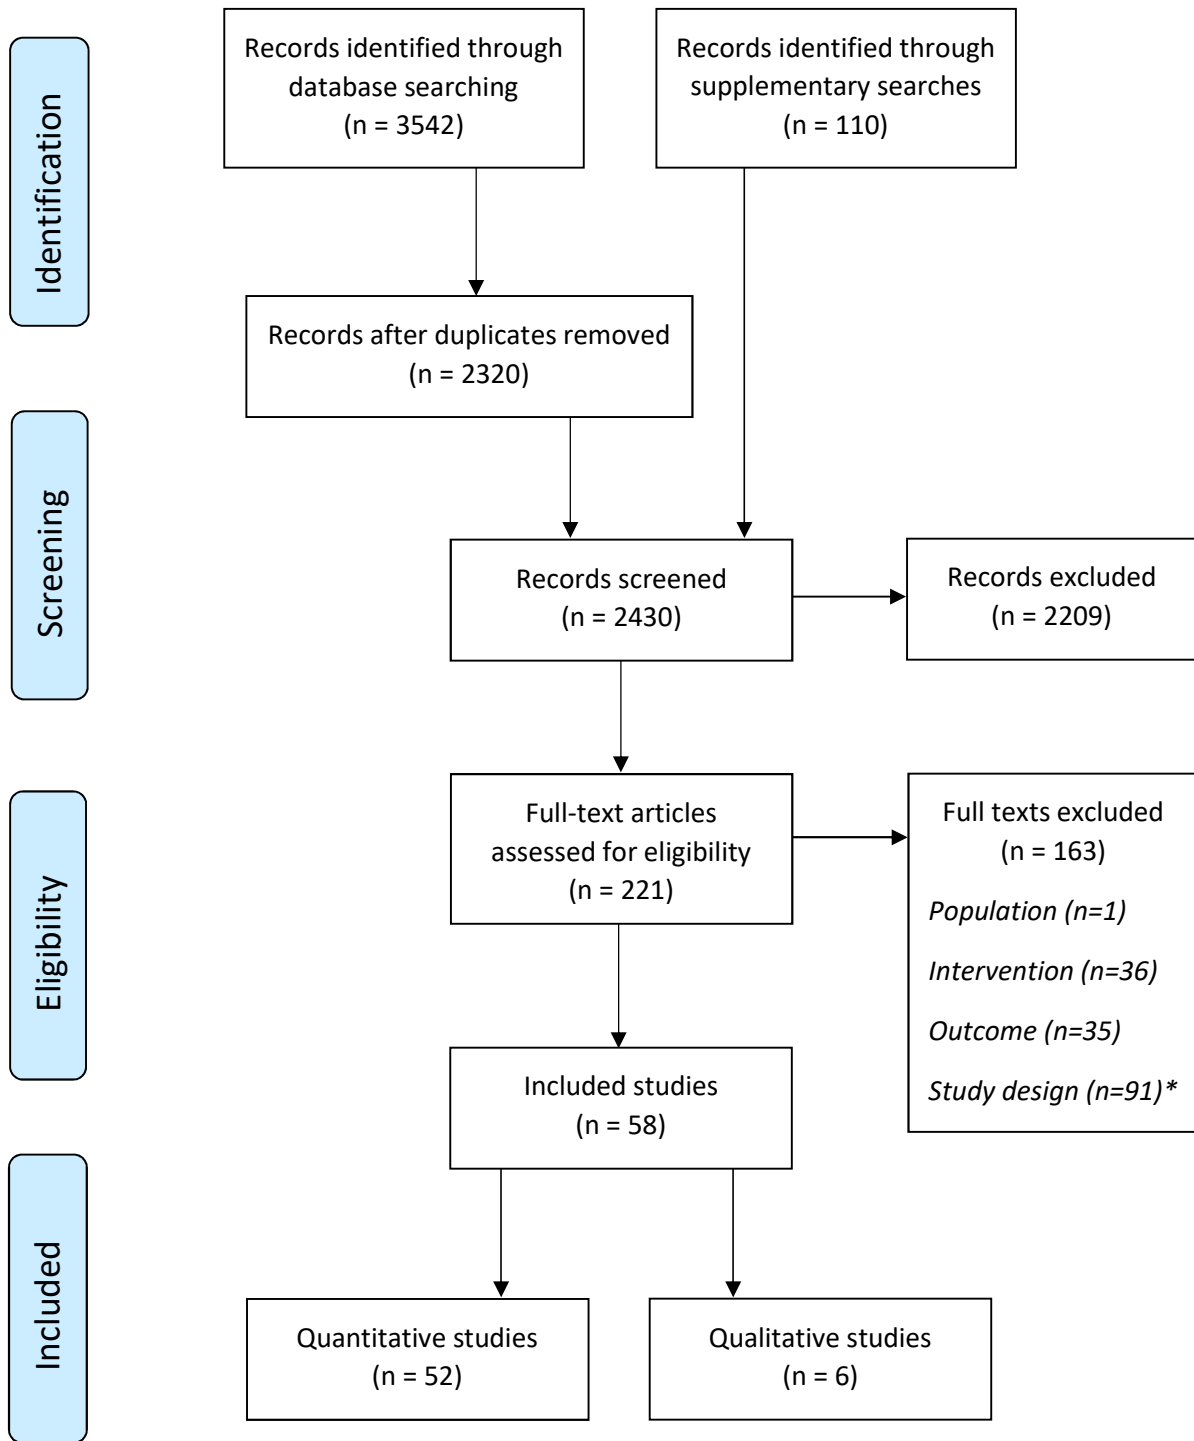 Identification
Records identified through
database searching
(n = 3542)
Records identified through
supplementary searches
(n = 110)
Records after duplicates removed
(n = 2320)
Screening
Records screened
(n = 2430)
Records excluded
(n = 2209)
Eligibility
Full-text articles
assessed for eligibility
(n = 221)
Full texts excluded
(n = 163)
Population (n=1)
Intervention (n=36)
Outcome (n=35)
Study design (n=91)*
Included studies
(n = 58)
Included
Quantitative studies
(n = 52)
Qualitative studies
(n = 6)